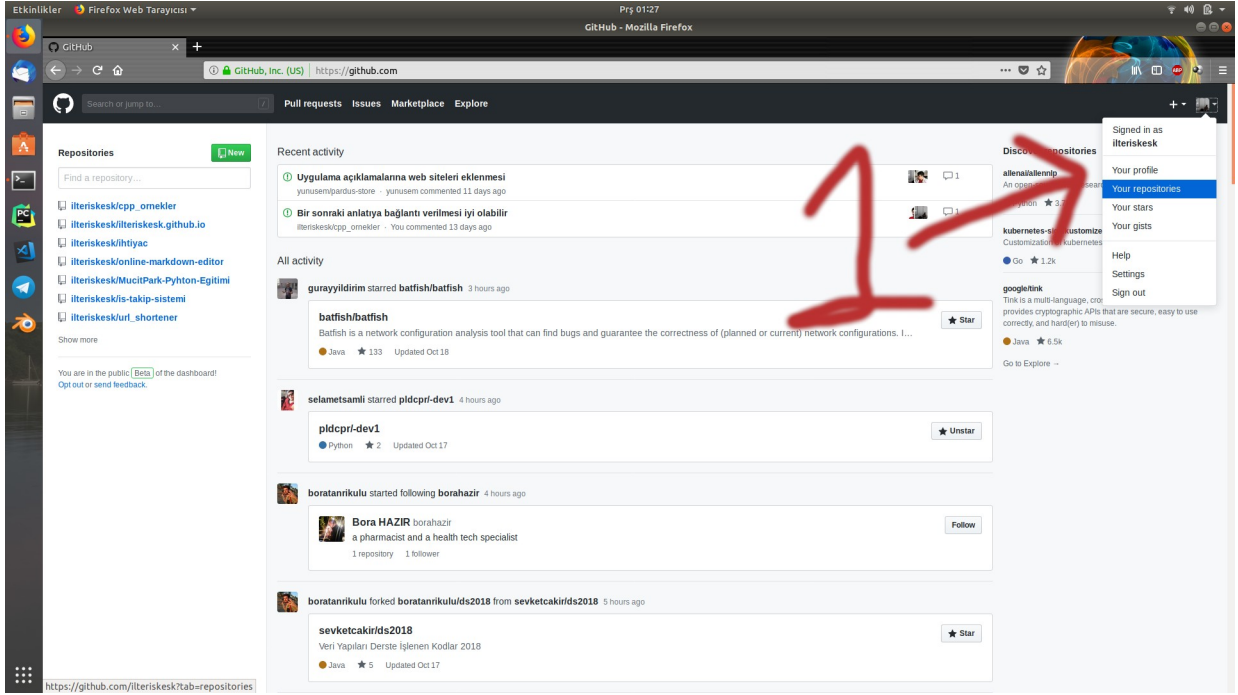 Etkinlikler
Firefox Web Tarayıcısı
Prş 01:27
GitHub - Mozilla Firefox
GitHub
GitHub, Inc. (US)
https://github.com
ABP
Search or jump to...
/
Pull requests Issues Marketplace Explore
Signed in as
ilteriskesk
Your profile
Your repositories
Your stars
Your gists
Help
Settings
Sign out
Repositories
New
Find a repository...
ilteriskesk/cpp_ornekler
ilteriskesk/ilteriskesk.github.io
ilteriskesk/ihtiyac
ilteriskesk/online-markdown-editor
ilteriskesk/MucitPark-Pyhton-Egitimi
ilteriskesk/is-takip-sistemi
ilteriskesk/url_shortener
Show more
You are in the public Beta of the dashboard!
Opt out or send feedback.
Recent activity
Uygulama açıklamalarına web siteleri eklenmesi
yunusem/pardus-store · yunusem commented 11 days ago
1
Bir sonraki anlatıya bağlantı verilmesi iyi olabilir
ilteriskesk/cpp_ornekler · You commented 13 days ago
1
1
All activity
gurayyildirim starred batfish/batfish 3 hours ago
batfish/batfish
Batfish is a network configuration analysis tool that can find bugs and guarantee the correctness of (planned or current) network configurations. I...
Java 133 Updated Oct 18
Star
selametsamli starred pldcpr/-dev1 4 hours ago
pldcpr/-dev1
Python 2 Updated Oct 17
Unstar
boratanrikulu started following borahazir 4 hours ago
Bora HAZIR borahazir
a pharmacist and a health tech specialist
1 repository 1 follower
Follow
boratanrikulu forked boratanrikulu/ds2018 from sevketcakir/ds2018 5 hours ago
sevketcakir/ds2018
Veri Yapıları Derste İşlenen Kodlar 2018
Java 5 Updated Oct 17
Star
allenai/allennlp
An open
kubernetes
Customization kubernetes
Go 1.2k
google/tink
Tink is a multi-language,
provides cryptographic APIs that are secure, easy to use
correctly, and hard(er) to misuse.
Java 6.5k
Go to Explore →
PC
https://github.com/ilteriskesk?tab=repositories